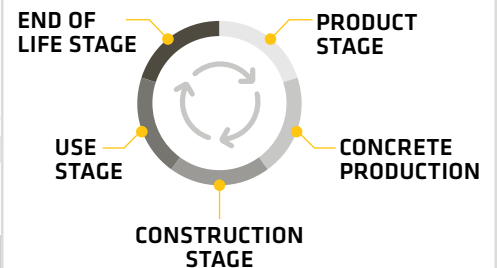 END OF
LIFE STAGE
PRODUCT
STAGE
USE
STAGE
CONCRETE
PRODUCTION
CONSTRUCTION
STAGE